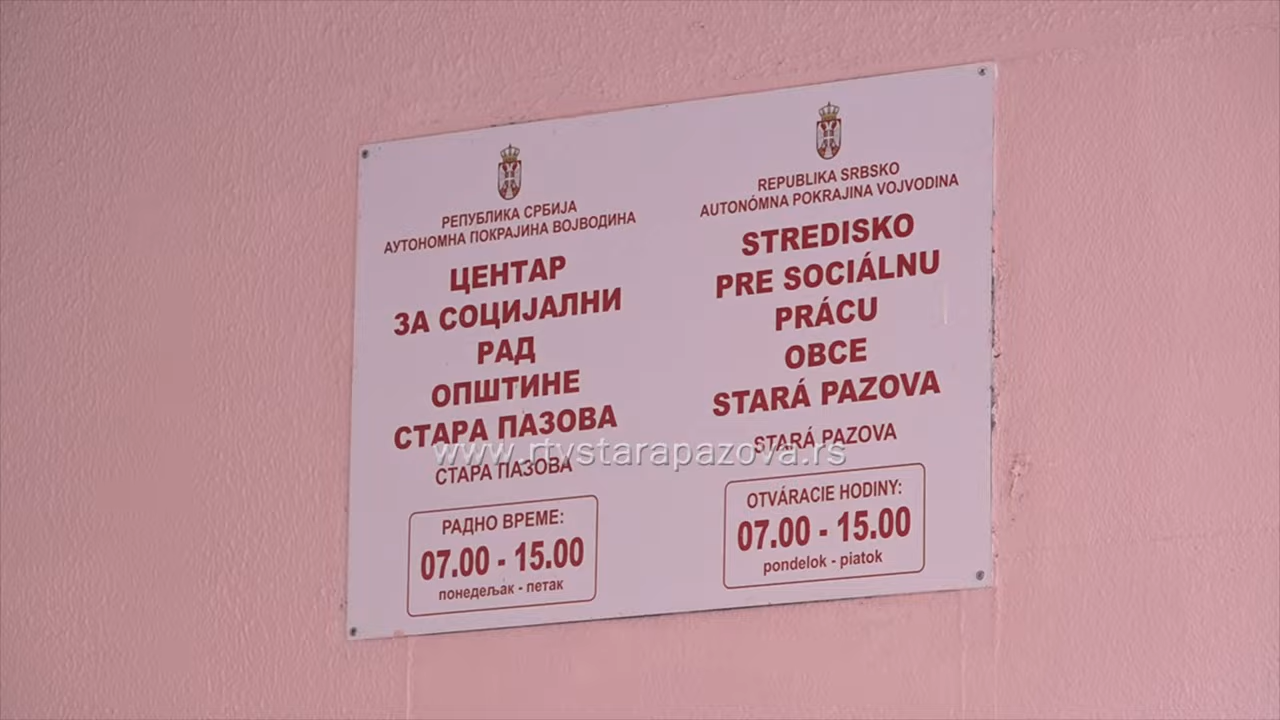 РЕПУБЛИКА СРБИЈА
АУТОНОМНА ПОКРАЈИНА ВОЈВОДИНА
ЦЕНТАР
ЗА СОЦИЈАЛНИ
РАД
ОПШТИНЕ
СТАРА ПАЗОВА
СТАРА ПАЗОВА
РАДНО ВРЕМЕ:
07.00 - 15.00
понедељак - петак
REPUBLIKA SRBSKO
AUTONÓMNA POKRAJINA VOJVODINA
STREDISKO
PRE SOCIÁLNU
PRÁCU
OBCE
STARÁ PAZOVA
STARÁ PAZOVA
OTVÁRACIE HODINY:
07.00 - 15.00
pondelok - piatok
www.rtvstarapazova.rs